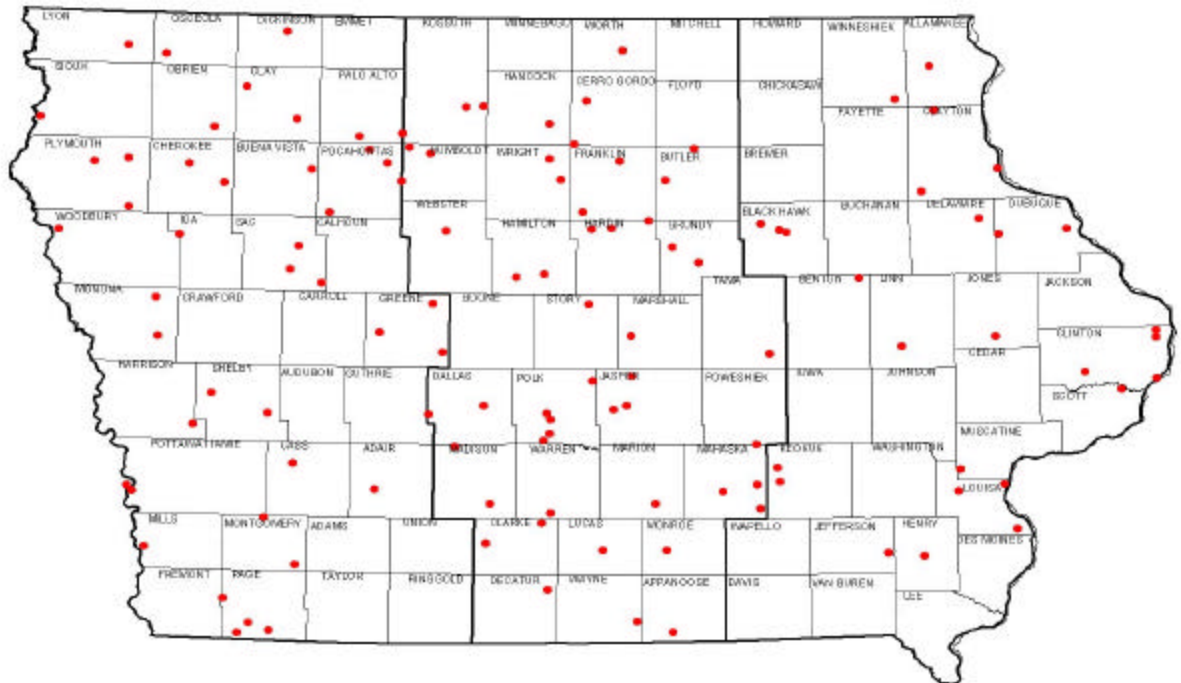 LYON OSCEOLA DICKINSON EMMET KOSSUTH WINNEBAGO WORTH MITCHELL HOWARD WINNESHIEK ALLAMAKEE
SIOUX OBRIEN CLAY PALO ALTO HANCOCK CERRO GORDO FLOYD CHICKASAW FAYETTE CLAYTON
PLYMOUTH CHEROKEE BUENA VISTA POCAHONTAS HUMBOLDT WRIGHT FRANKLIN BUTLER BREMER
WOODBURY IDA SAC CALHOUN WEBSTER HAMILTON HARDIN GRUNDY BLACK HAWK BUCHANAN DELAWARE DUBUQUE
MONONA CRAWFORD CARROLL GREENE BOONE STORY MARSHALL TAMA BENTON LINN JONES JACKSON
HARRISON SHELBY AUDUBON GUTHRIE DALLAS POLK JASPER POWESHIEK IOWA JOHNSON CEDAR CLINTON
SCOTT
POTTAWATTAMIE CASS ADAIR MADISON WARREN MARION MAHASKA KEOKUK WASHINGTON MUSCATINE
LOUISA
MILLS MONTGOMERY ADAMS UNION CLARKE LUCAS MONROE WAPELLO JEFFERSON HENRY DES MOINES
FREMONT PAGE TAYLOR RINGGOLD DECATUR WAYNE APPANOOSE DAVIS VAN BUREN LEE